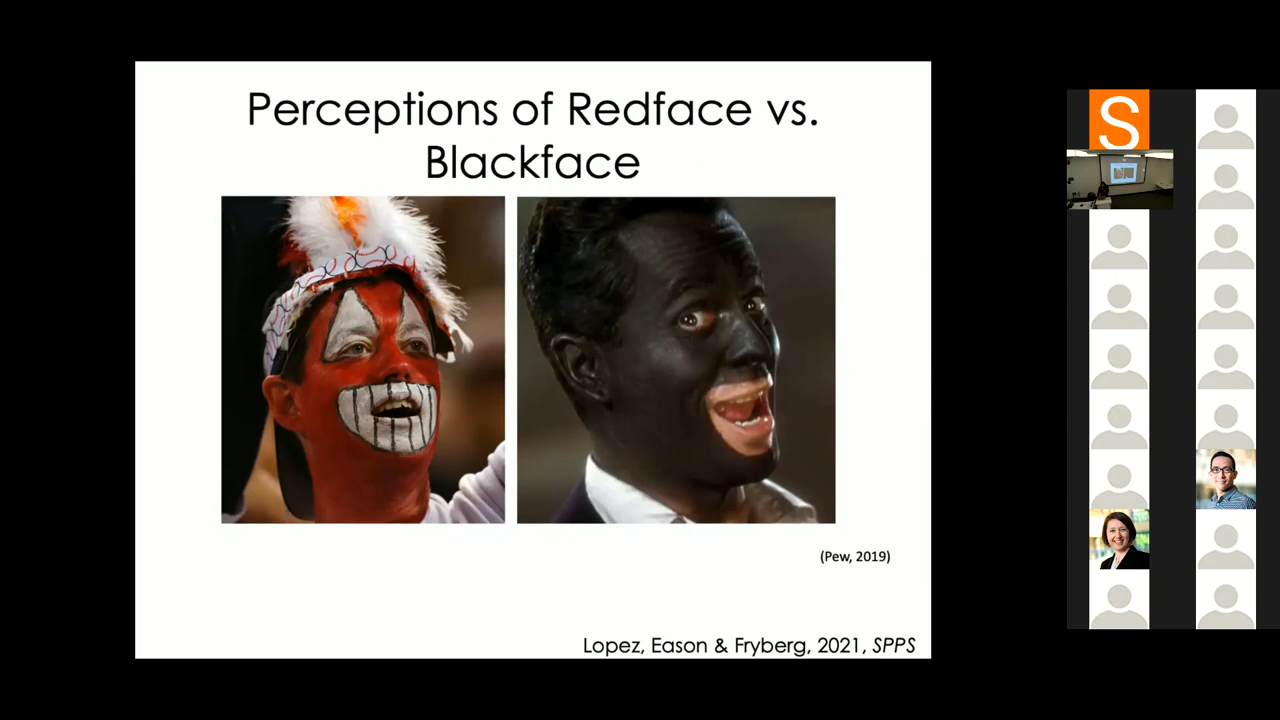 Perceptions of Redface vs.
Blackface
(Pew, 2019)
Lopez, Eason & Fryberg, 2021, SPPS
S